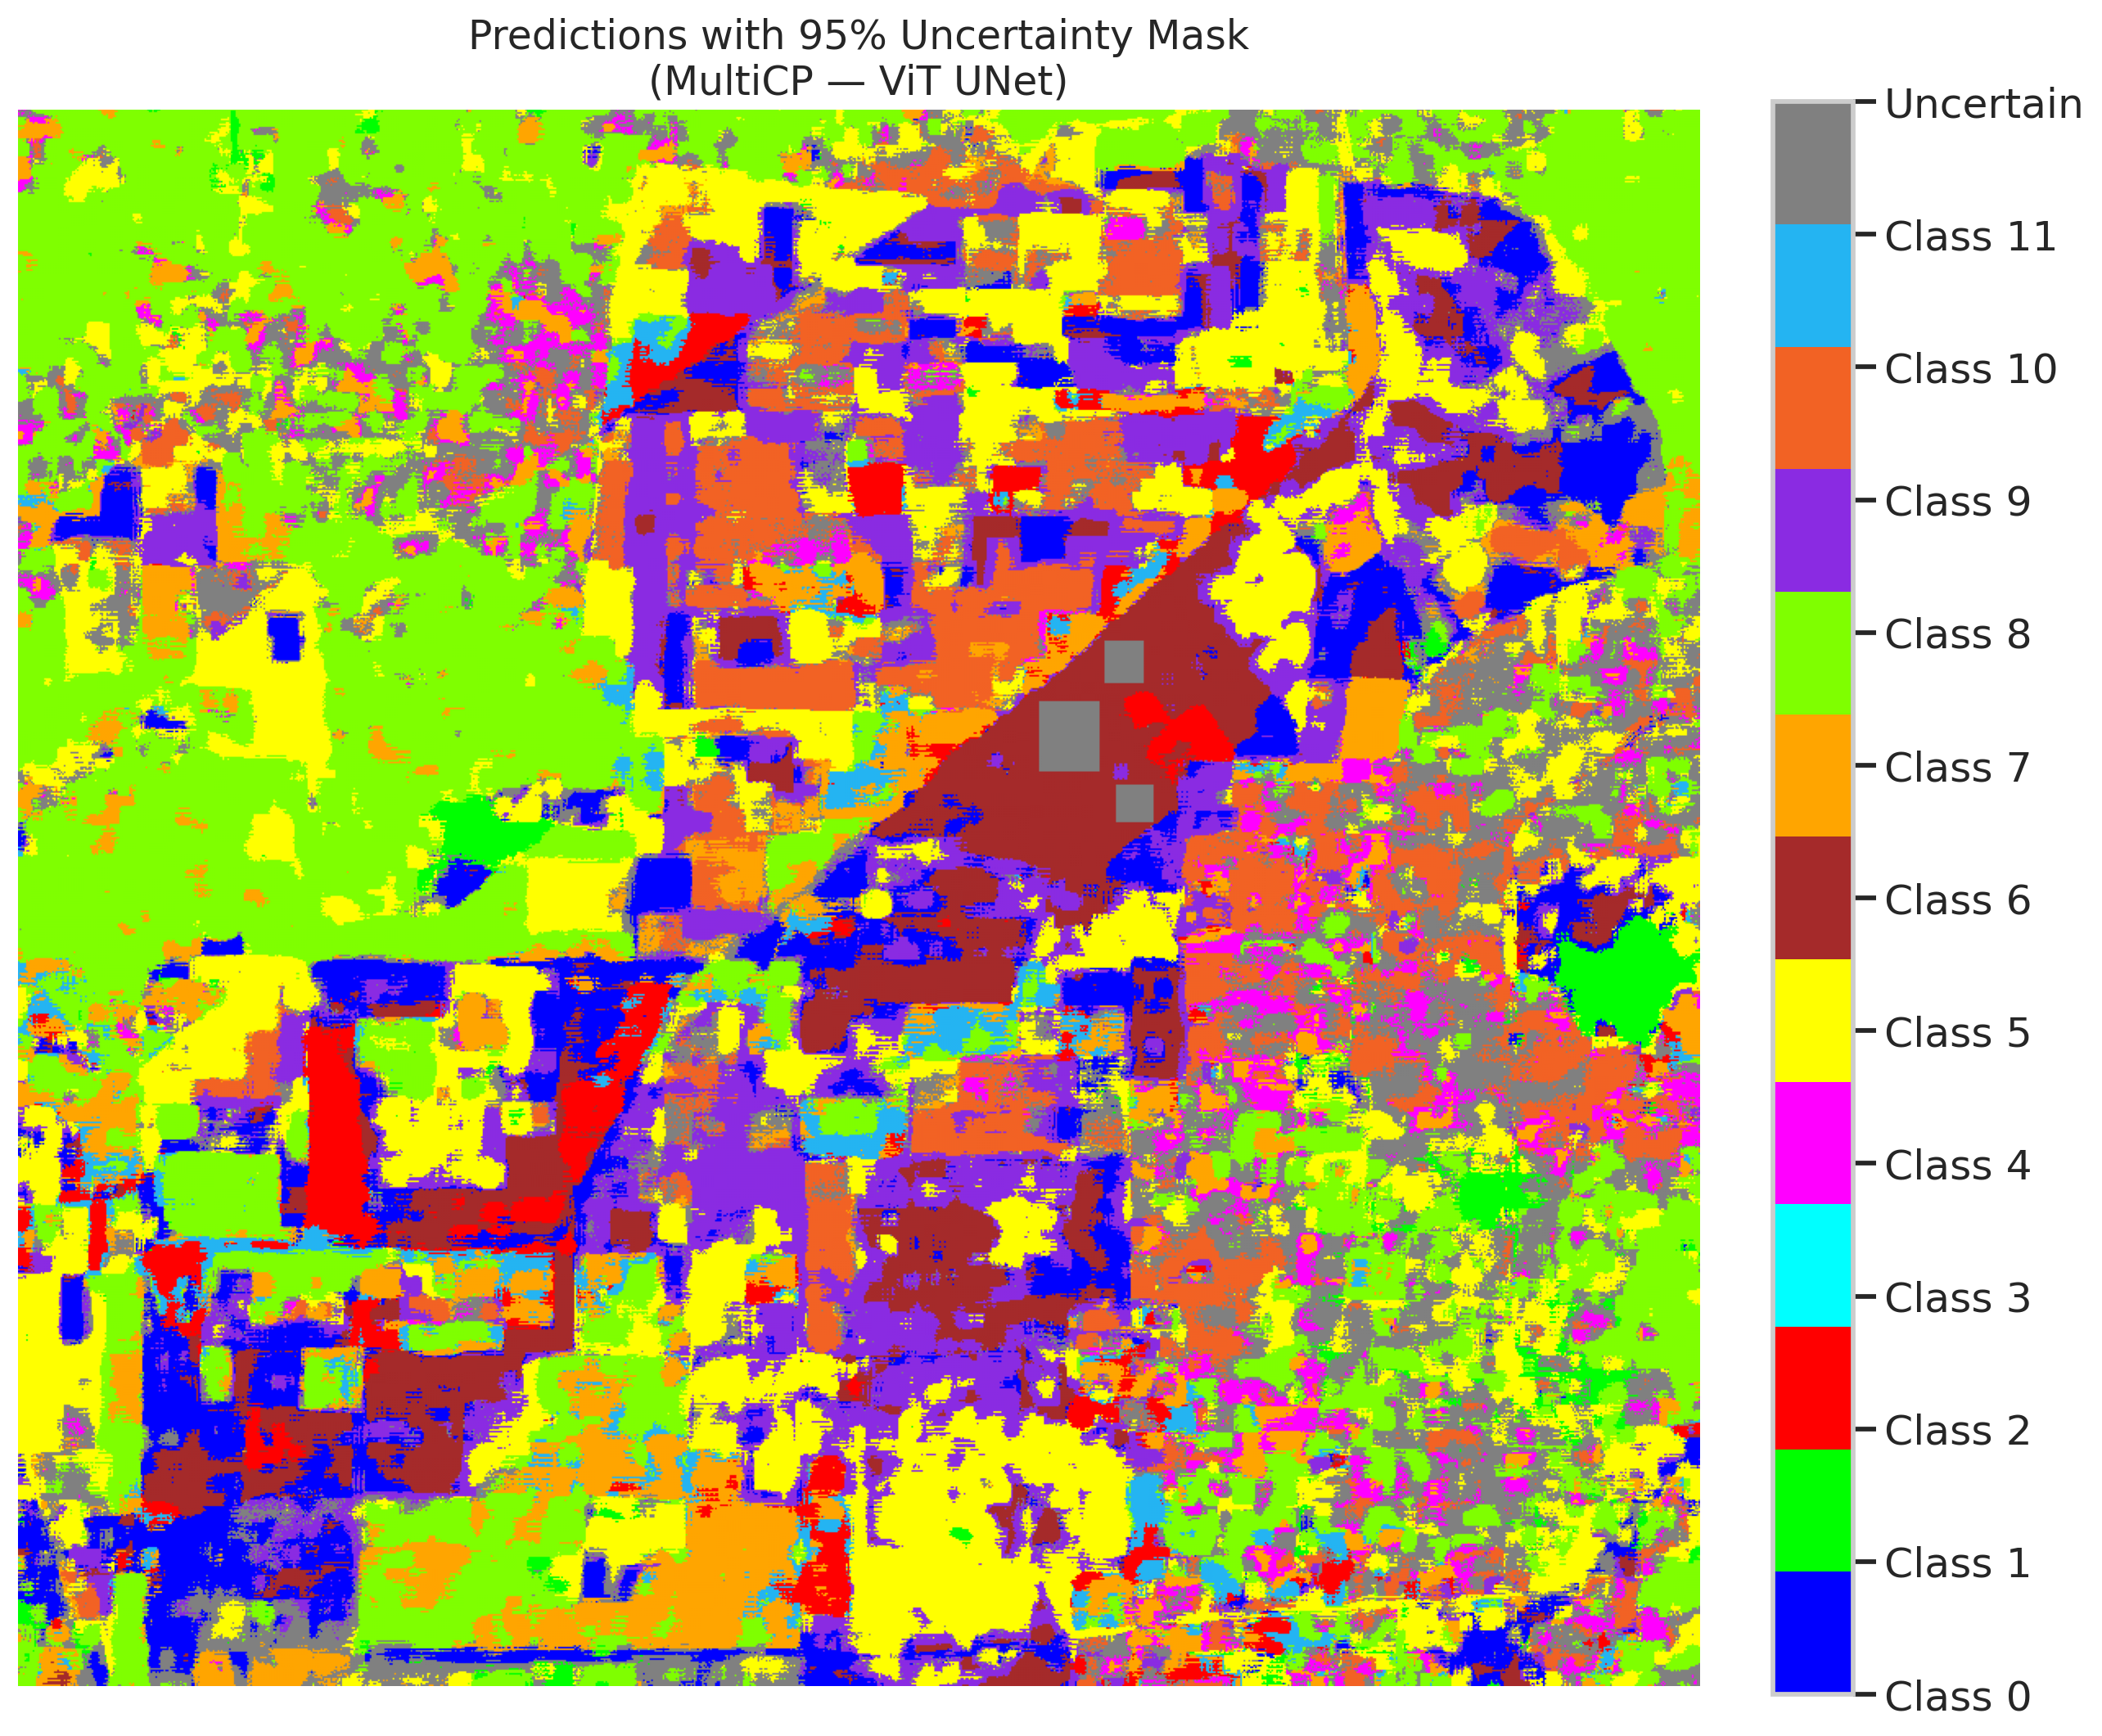 Predictions with 95% Uncertainty Mask
(MultiCP — ViT UNet)
Uncertain
Class 11
Class 10
Class 9
Class 8
Class 7
Class 6
Class 5
Class 4
Class 3
Class 2
Class 1
Class 0